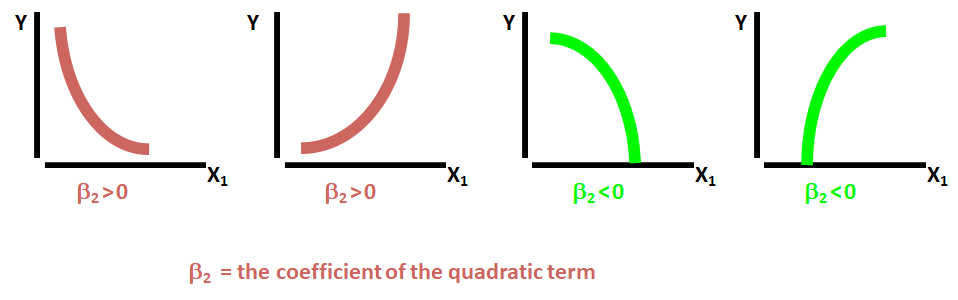 Y Y Y Y
X₁ X₁ X₁ X₁
β₂ > 0 β₂ > 0 β₂ < 0 β₂ < 0
β₂ = the coefficient of the quadratic term